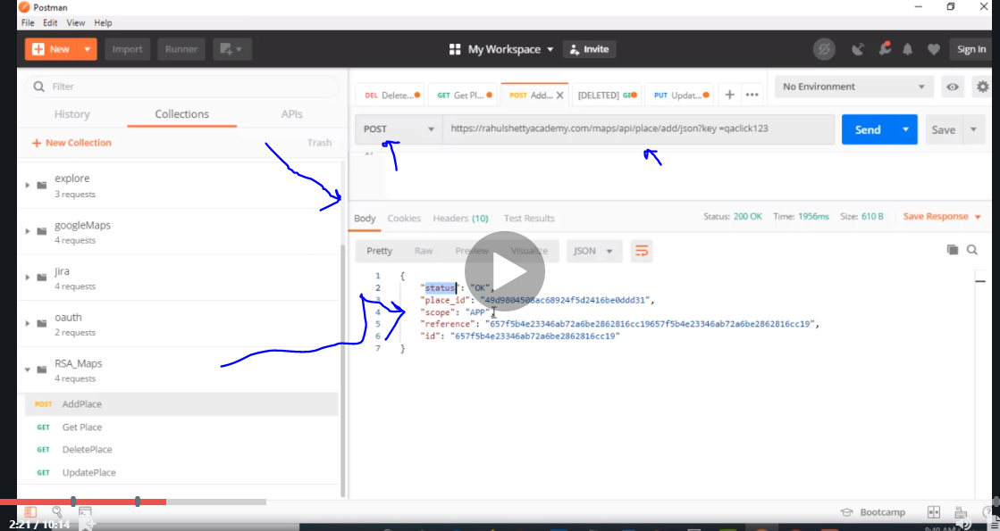 Postman
File Edit View Help
New Import Runner My Workspace Invite Sign In
Filter
History Collections APIs
New Collection Trash
explore
3 requests
googleMaps
4 requests
Jira
4 requests
oauth
2 requests
RSA_Maps
4 requests
POST AddPlace
GET Get Place
GET DeletePlace
GET UpdatePlace
DEL Delete... GET Get Pl... POST Add... [DELETED] GE PUT Updat... No Environment
POST https://rahulshettyacademy.com/maps/api/place/add/json?key =qaclick123 Send Save
Body Cookies Headers (10) Test Results Status: 200 OK Time: 1956ms Size: 610 B Save Response
Pretty Raw Preview Visualize JSON
1 {
2 "status": "OK",
3 "place_id": "49d9804508ac68924f5d2416be0ddd31",
4 "scope": "APP",
5 "reference": "657f5b4e23346ab72a6be2862816cc19657f5b4e23346ab72a6be2862816cc19",
6 "id": "657f5b4e23346ab72a6be2862816cc19"
7 }
Bootcamp
2:21 / 10:14